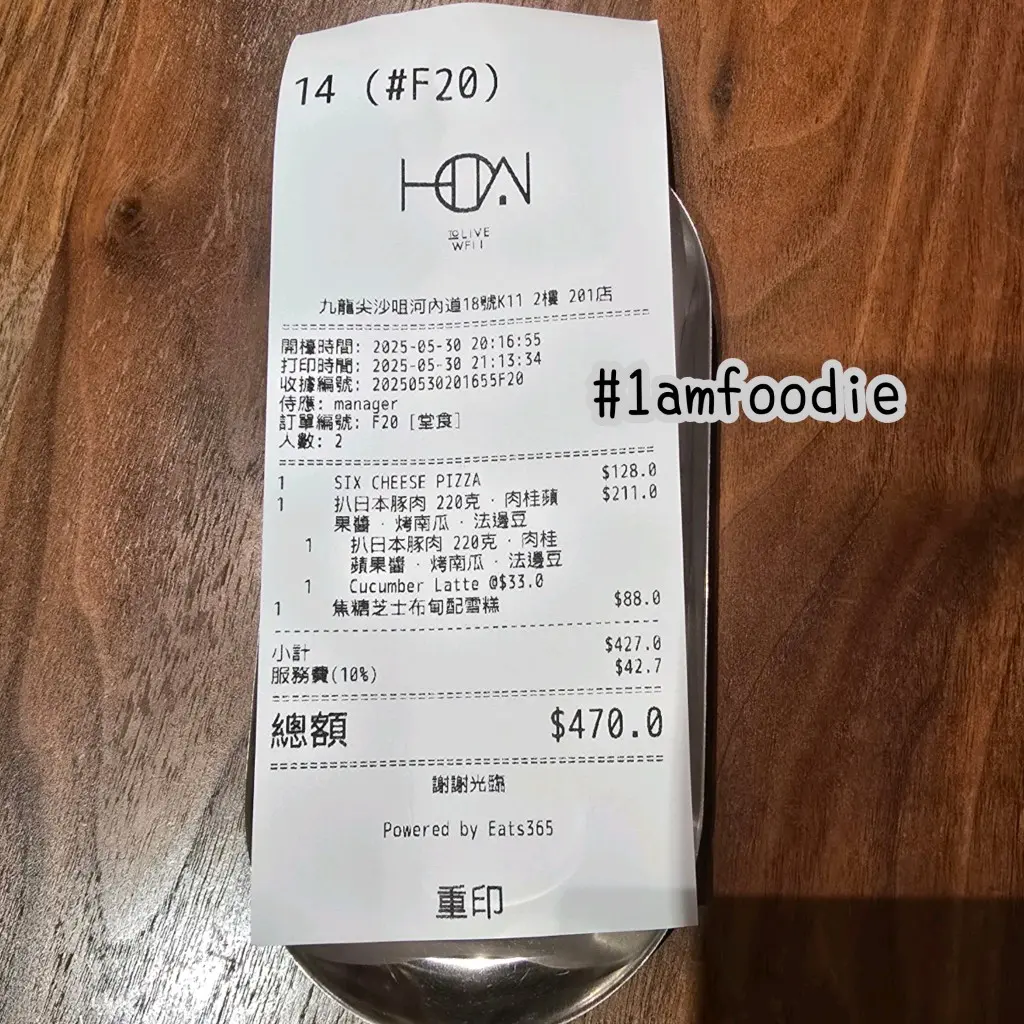 14 (#F20)
HOW
TO LIVE
WELL
九龍尖沙咀河內道18號K11 2樓 201店
開檯時間: 2025-05-30 20:16:55
打印時間: 2025-05-30 21:13:34
收據編號: 20250530201655F20
侍應: manager
訂單編號: F20 [堂食]
人數: 2
#1amfoodie
1 SIX CHEESE PIZZA $128.0
1 扒日本豚肉 220克 · 肉桂蘋 $211.0
果醬 · 烤南瓜 · 法邊豆
1 扒日本豚肉 220克 · 肉桂
蘋果醬 · 烤南瓜 · 法邊豆
1 Cucumber Latte @$33.0
1 焦糖芝士布甸配雪糕 $88.0
小計 $427.0
服務費(10%) $42.7
總額 $470.0
謝謝光臨
Powered by Eats365
重印